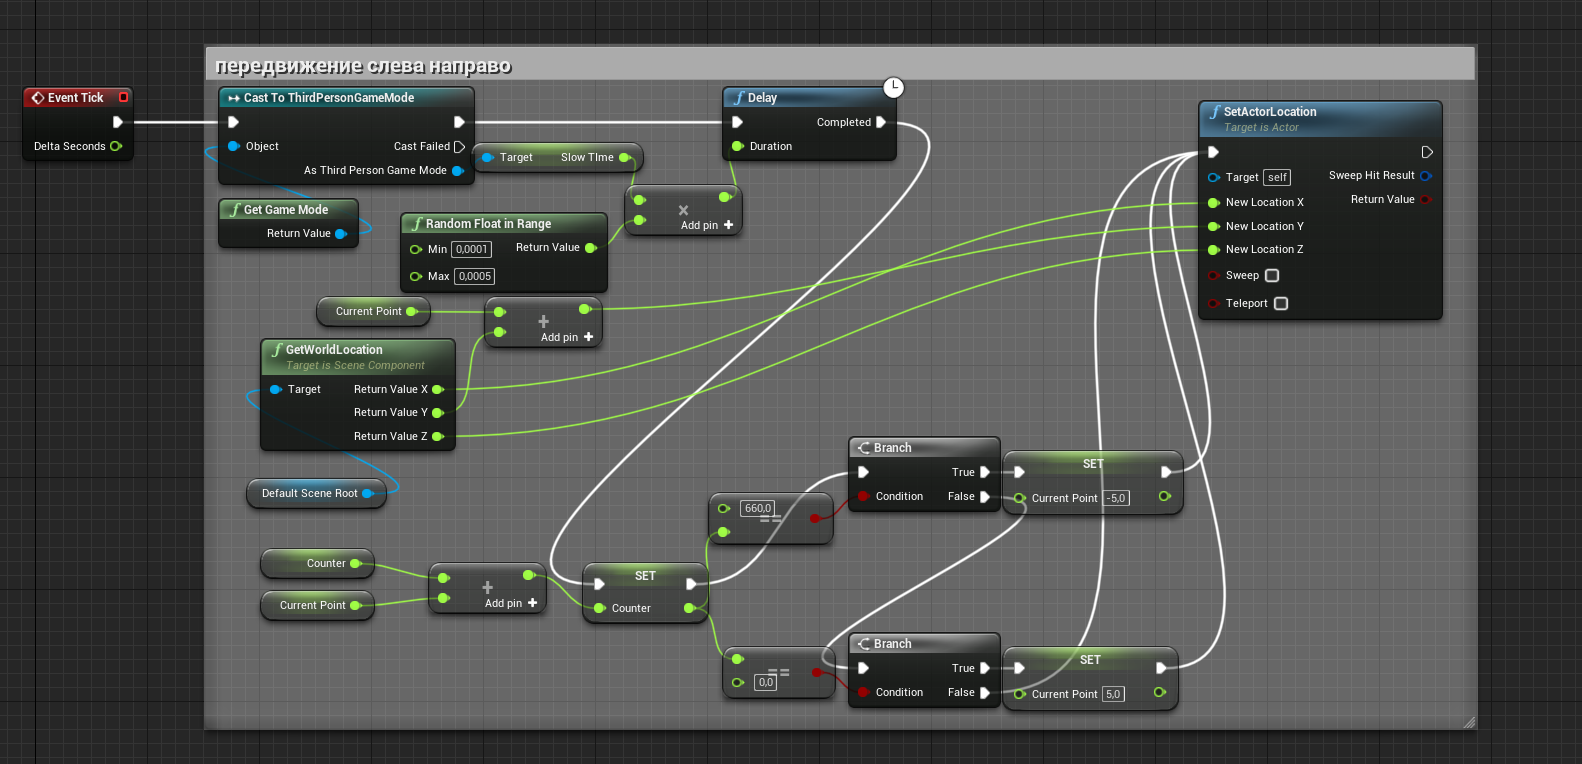 передвижение слева направо
Event Tick
Delta Seconds
Cast To ThirdPersonGameMode
Object
Cast Failed
As Third Person Game Mode
Target
Slow TIme
Delay
Completed
Duration
SetActorLocation
Target is Actor
Target
self
Sweep Hit Result
New Location X
Return Value
New Location Y
New Location Z
Sweep
Teleport
Get Game Mode
Return Value
Random Float in Range
Min 0,0001
Return Value
Max 0,0005
×
Add pin +
Current Point
+
Add pin +
GetWorldLocation
Target is Scene Component
Target
Return Value X
Return Value Y
Return Value Z
Default Scene Root
Branch
True
Condition
False
SET
Current Point -5,0
660,0
==
Counter
Current Point
+
Add pin +
SET
Counter
==
0,0
Branch
True
Condition
False
SET
Current Point 5,0